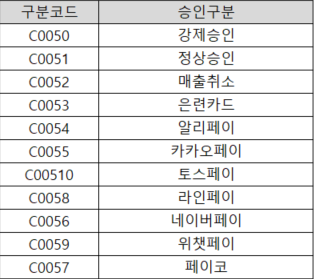 구분코드 승인구분
C0050 강제승인
C0051 정상승인
C0052 매출취소
C0053 은련카드
C0054 알리페이
C0055 카카오페이
C00510 토스페이
C0058 라인페이
C0056 네이버페이
C0059 위챗페이
C0057 페이코